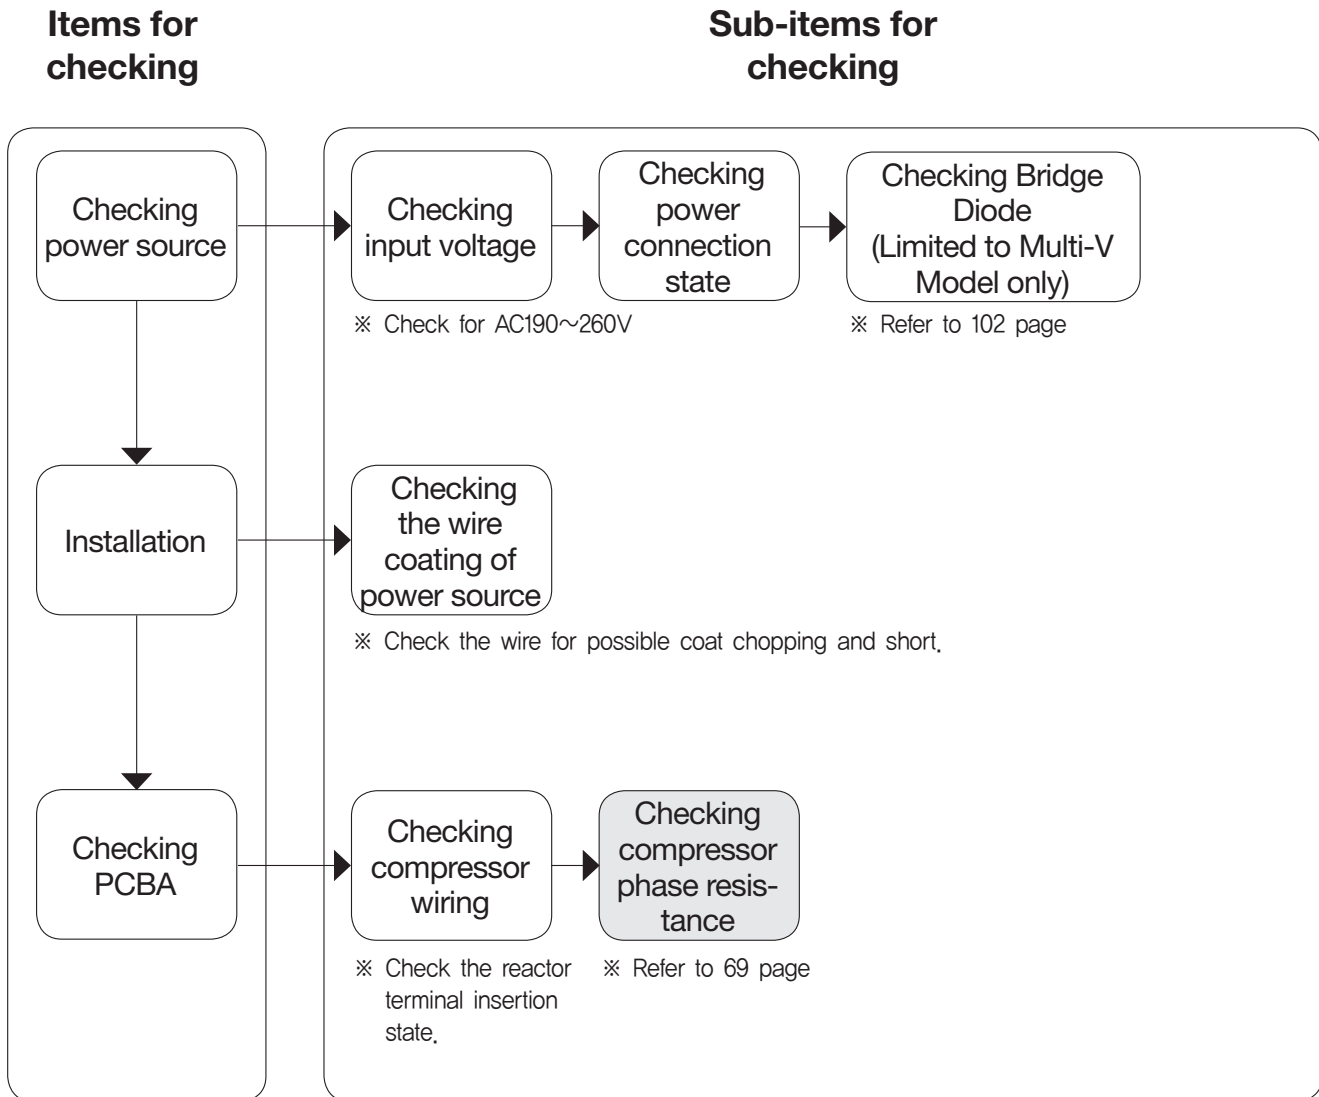 Items for
checking
Sub-items for
checking
Checking
power source
Checking
input voltage
Checking
power
connection
state
Checking Bridge
Diode
(Limited to Multi-V
Model only)
※ Check for AC190～260V
※ Refer to 102 page
Installation
Checking
the wire
coating of
power source
※ Check the wire for possible coat chopping and short.
Checking
PCBA
Checking
compressor
wiring
Checking
compressor
phase resis-
tance
※ Check the reactor
terminal insertion
state.
※ Refer to 69 page